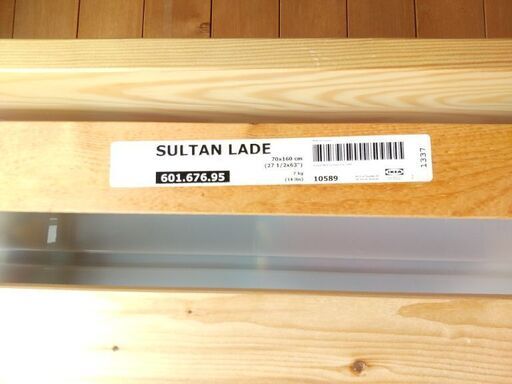 SULTAN LADE
601.676.95
70x160 cm
(27 1/2x63")
7 kg
10589
IKEA
1337